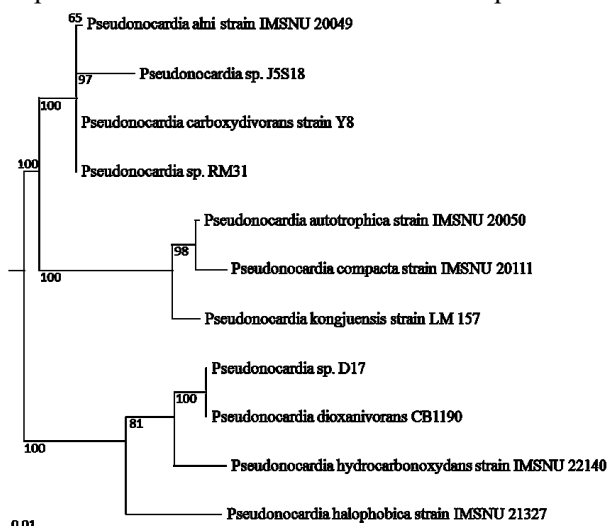 65 Pseudonocardia alni strain IMSNU 20049
97 Pseudonocardia sp. J5S18
100
Pseudonocardia carboxydivorans strain Y8
100 Pseudonocardia sp. RM31
Pseudonocardia autotrophica strain IMSNU 20050
98
100 Pseudonocardia compacta strain IMSNU 20111
Pseudonocardia kongjuensis strain LM 157
Pseudonocardia sp. D17
100
81 Pseudonocardia dioxanivorans CB1190
100
Pseudonocardia hydrocarbonoxydans strain IMSNU 22140
Pseudonocardia halophobica strain IMSNU 21327
0.01